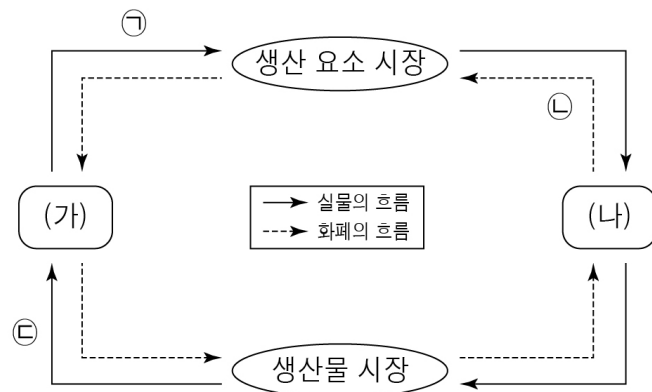 ㉠
생산 요소 시장
㉡
(가)
실물의 흐름
화폐의 흐름
(나)
㉢
생산물 시장